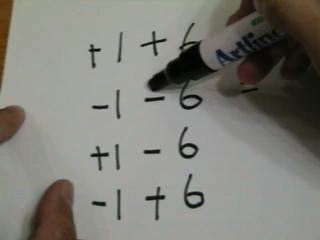 +1 + 6
-1 - 6
+1 - 6
-1 + 6
Artline